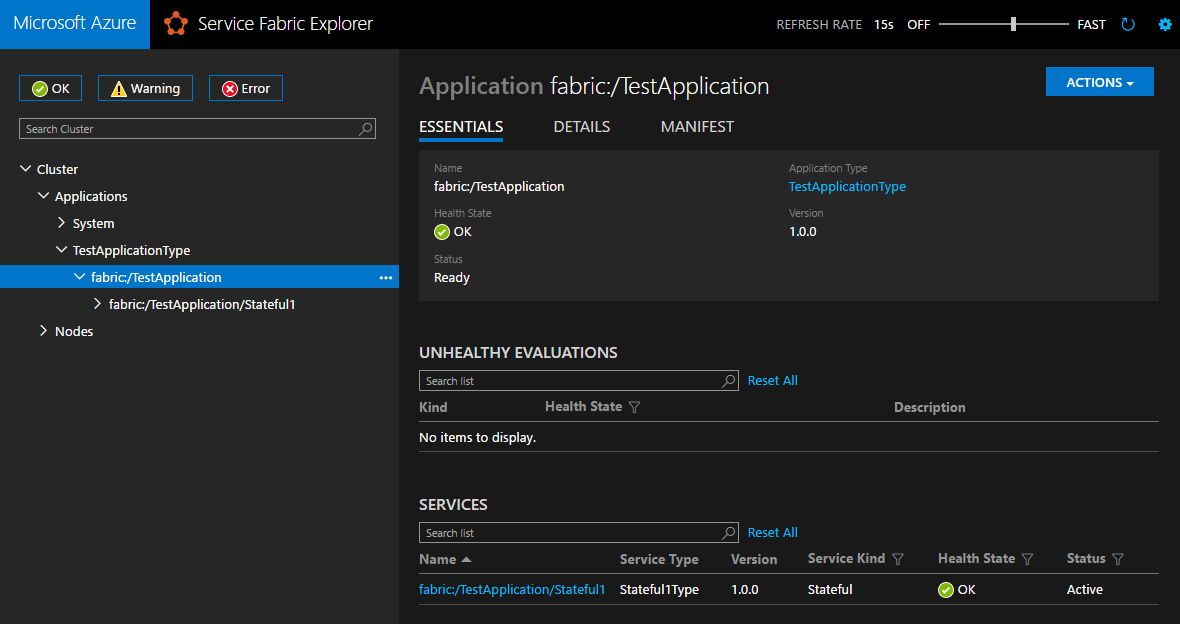 Microsoft Azure Service Fabric Explorer REFRESH RATE 15s OFF FAST
OK Warning Error
Search Cluster
Cluster
Applications
System
TestApplicationType
fabric:/TestApplication ...
fabric:/TestApplication/Stateful1
Nodes
Application fabric:/TestApplication ACTIONS
ESSENTIALS DETAILS MANIFEST
Name Application Type
fabric:/TestApplication TestApplicationType
Health State Version
OK 1.0.0
Status
Ready
UNHEALTHY EVALUATIONS
Search list Reset All
Kind Health State Description
No items to display.
SERVICES
Search list Reset All
Name Service Type Version Service Kind Health State Status
fabric:/TestApplication/Stateful1 Stateful1Type 1.0.0 Stateful OK Active